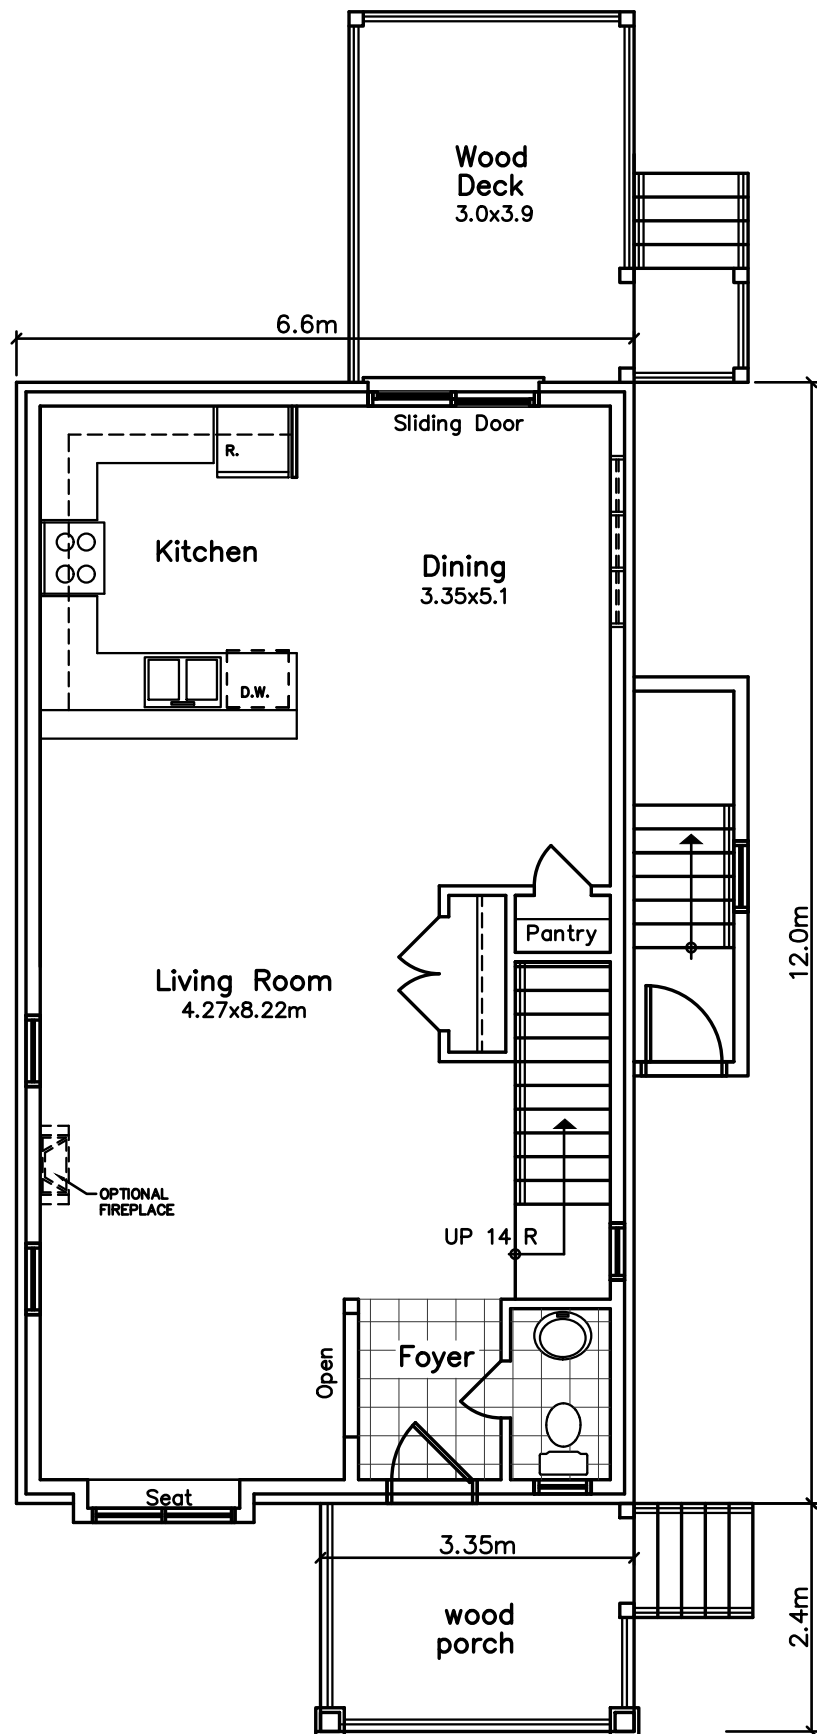 Wood
Deck
3.0x3.9
6.6m
Sliding Door
R.
Kitchen
Dining
3.35x5.1
D.W.
12.0m
Pantry
Living Room
4.27x8.22m
OPTIONAL
FIREPLACE
UP 14 R
Foyer
Open
Seat
3.35m
wood
porch
2.4m